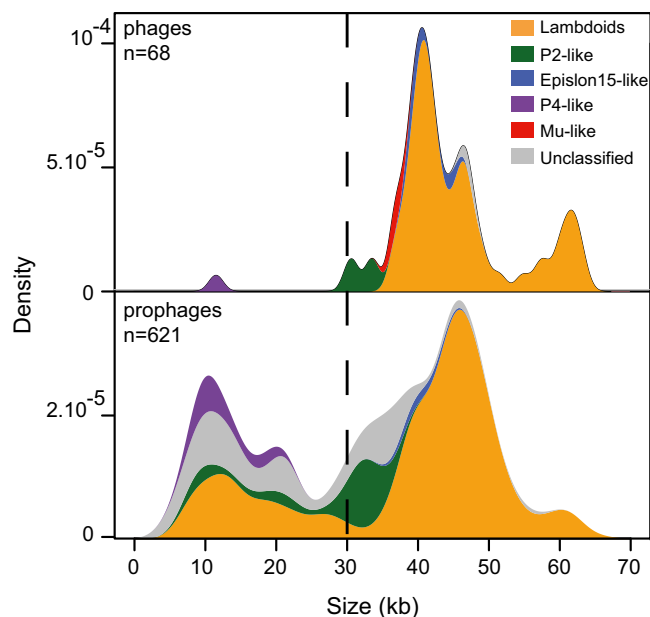 phages
n=68
Lambdoids
P2-like
Epislon15-like
P4-like
Mu-like
Unclassified
10-4
5.10-5
0
Density
prophages
n=621
2.10-5
0
0 10 20 30 40 50 60 70
Size (kb)